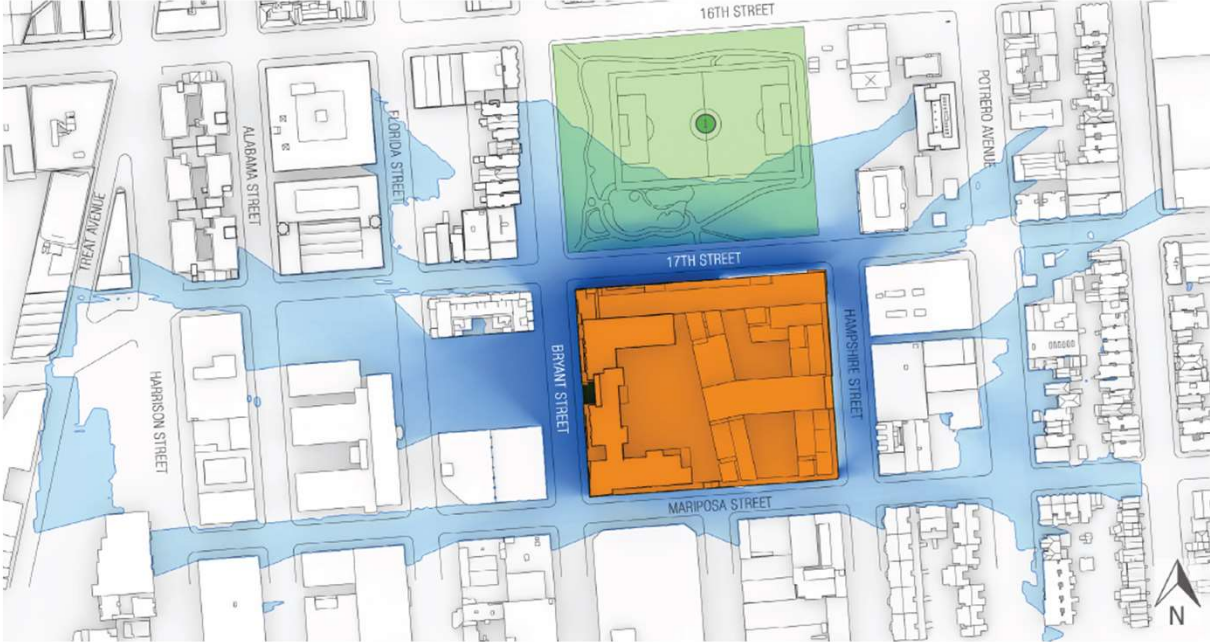 16TH STREET
POTRERO AVENUE
FLORIDA STREET
ALABAMA STREET
TREAT AVENUE
17TH STREET
BRYANT STREET
HAMPSHIRE STREET
HARRISON STREET
MARIPOSA STREET
N